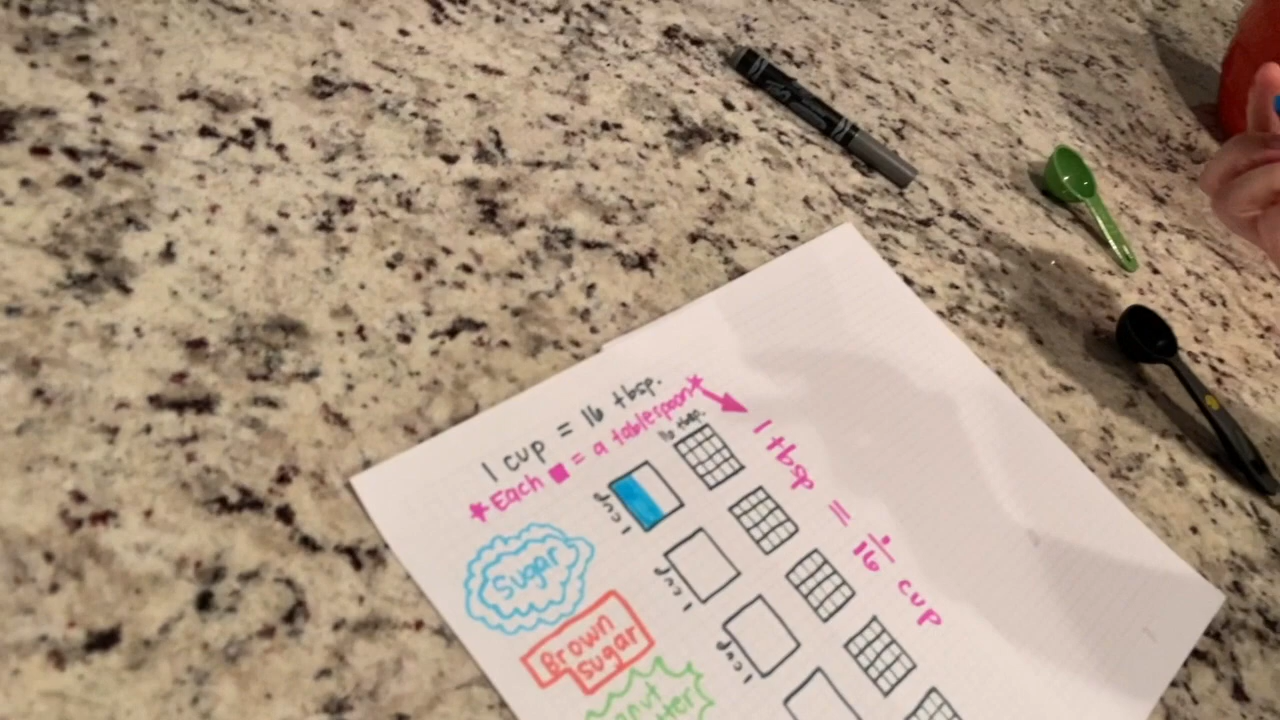 1 cup = 16 tbsp.
★Each ■ = a tablespoon★
1 tbsp = 1/16 cup
16 tbsp.
1 cup
1 cup
1 cup
Sugar
Brown
sugar